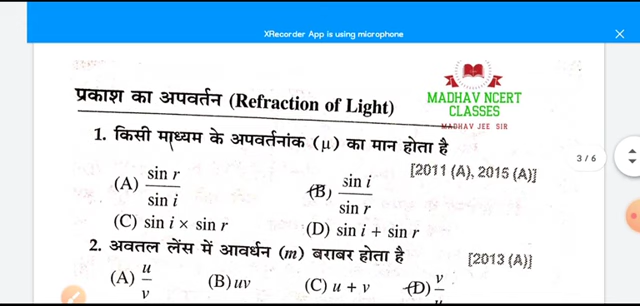 XRecorder App is using microphone
प्रकाश का अपवर्तन (Refraction of Light)
MADHAV NCERT
CLASSES
MADHAV JEE SIR
1. किसी माध्यम के अपवर्तनांक (μ) का मान होता है
[2011 (A), 2015 (A)]
3 / 6
(A) sin r / sin i (B) sin i / sin r
(C) sin i × sin r (D) sin i + sin r
2. अवतल लेंस में आवर्धन (m) बराबर होता है [2013 (A)]
(A) u / v (B) uv (C) u + v (D) v / u